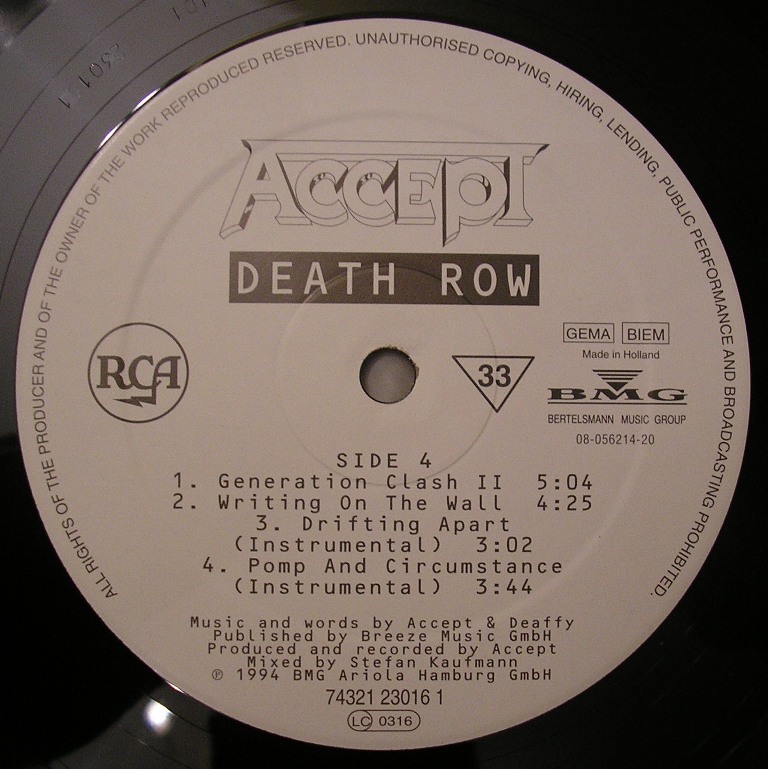 ALL RIGHTS OF THE PRODUCER AND OF THE OWNER OF THE WORK REPRODUCED RESERVED. UNAUTHORISED COPYING, HIRING, LENDING, PUBLIC PERFORMANCE AND BROADCASTING PROHIBITED.
ACCEPT
DEATH ROW
RCA
33
GEMA BIEM
Made in Holland
BMG
BERTELSMANN MUSIC GROUP
08-056214-20
SIDE 4
1. Generation Clash II 5:04
2. Writing On The Wall 4:25
3. Drifting Apart
(Instrumental) 3:02
4. Pomp And Circumstance
(Instrumental) 3:44
Music and words by Accept & Deaffy
Published by Breeze Music GmbH
Produced and recorded by Accept
Mixed by Stefan Kaufmann
℗ 1994 BMG Ariola Hamburg GmbH
74321 23016 1
LC 0316